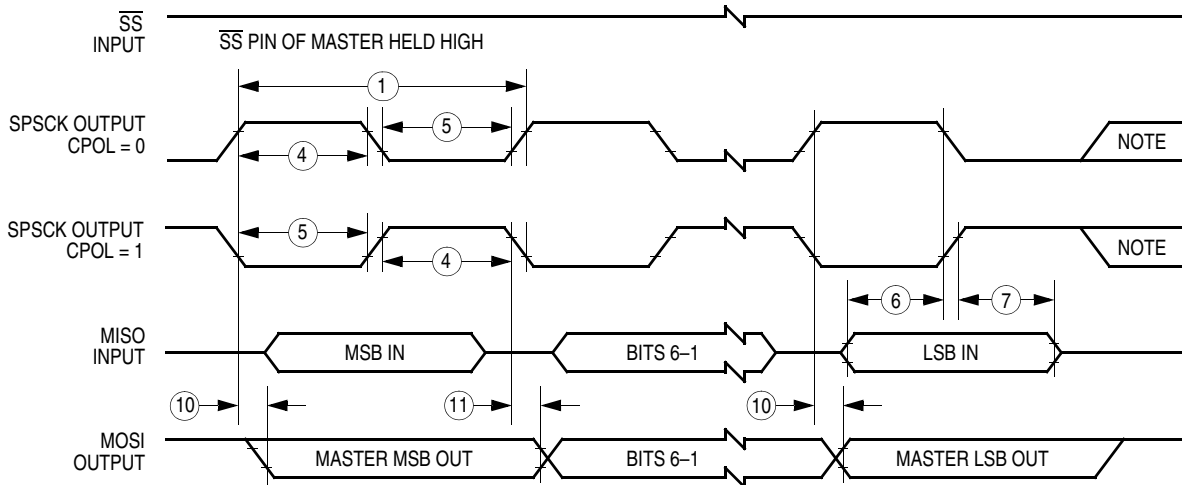 SS
INPUT
SS PIN OF MASTER HELD HIGH
1
SPSCK OUTPUT
CPOL = 0
5
4
NOTE
SPSCK OUTPUT
CPOL = 1
5
4
NOTE
6
7
MISO
INPUT
MSB IN
BITS 6–1
LSB IN
10
11
10
MOSI
OUTPUT
MASTER MSB OUT
BITS 6–1
MASTER LSB OUT